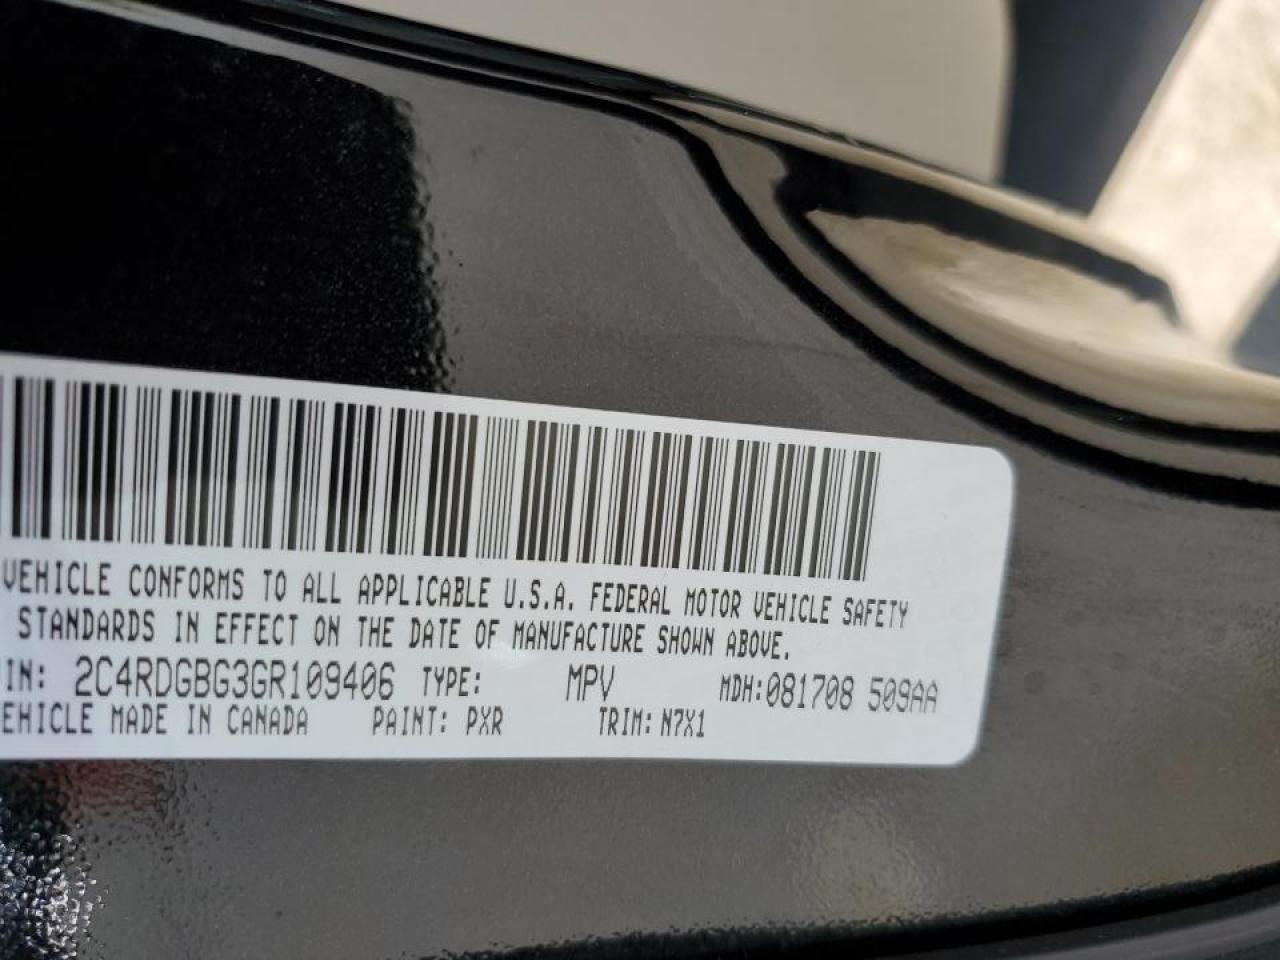 VEHICLE CONFORMS TO ALL APPLICABLE U.S.A. FEDERAL MOTOR VEHICLE SAFETY
STANDARDS IN EFFECT ON THE DATE OF MANUFACTURE SHOWN ABOVE.
IN: 2C4RDGBG3GR109406 TYPE: MPV MDH:081708 509AA
EHICLE MADE IN CANADA PAINT: PXR TRIM: N7X1